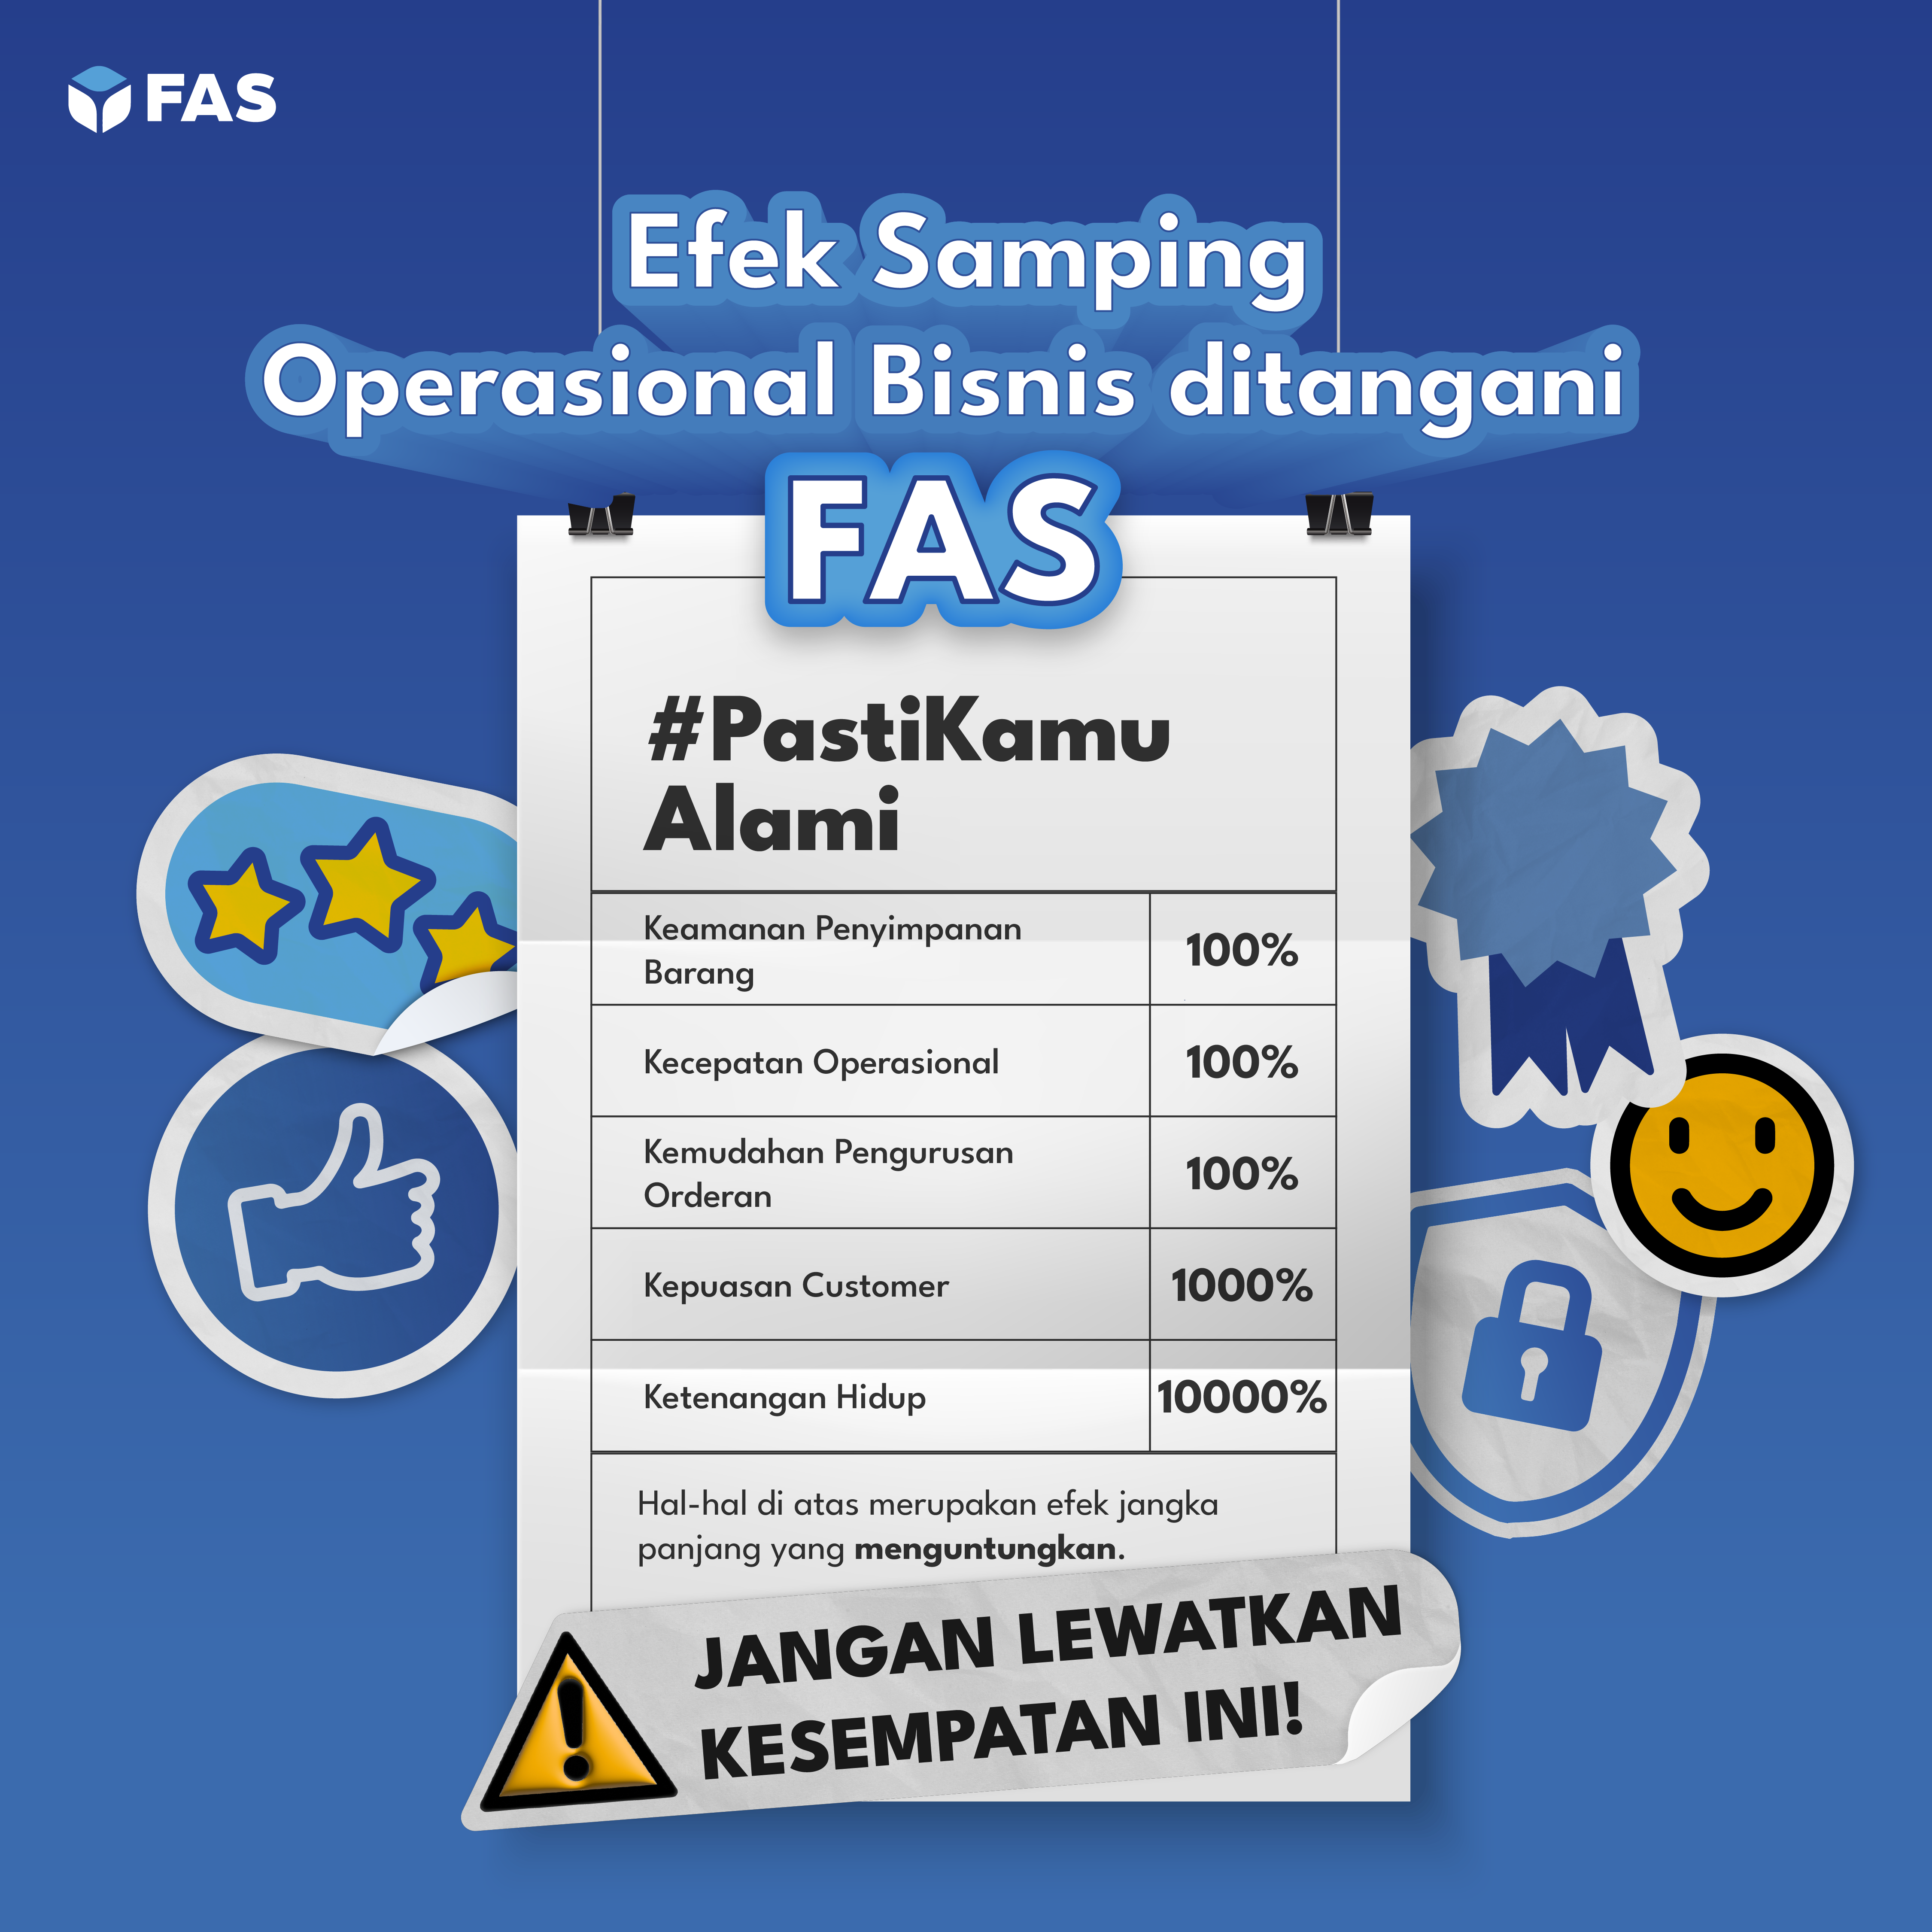 FAS
Efek Samping
Operasional Bisnis ditangani
FAS
#PastiKamu
Alami
Keamanan Penyimpanan
Barang
100%
Kecepatan Operasional
100%
Kemudahan Pengurusan
Orderan
100%
Kepuasan Customer
1000%
Ketenangan Hidup
10000%
Hal-hal di atas merupakan efek jangka
panjang yang menguntungkan.
JANGAN LEWATKAN
KESEMPATAN INI!